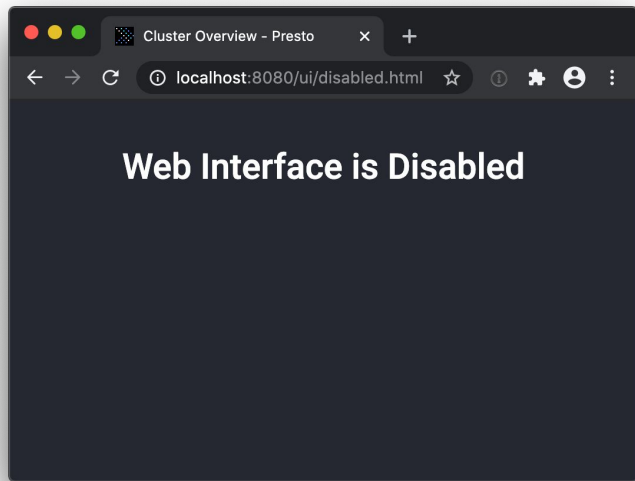 Cluster Overview - Presto
localhost:8080/ui/disabled.html
Web Interface is Disabled